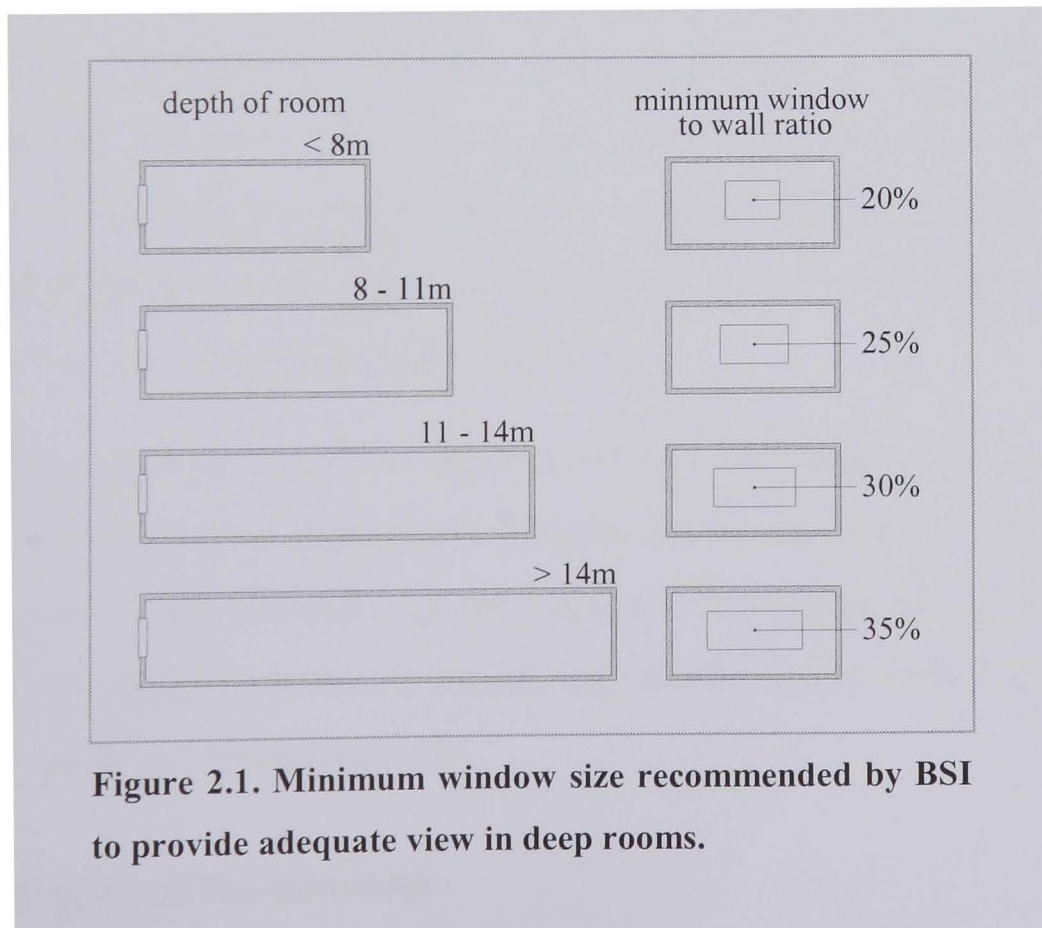 depth of room
minimum window
to wall ratio
< 8m
20%
8 - 11m
25%
11 - 14m
30%
> 14m
35%
Figure 2.1. Minimum window size recommended by BSI
to provide adequate view in deep rooms.